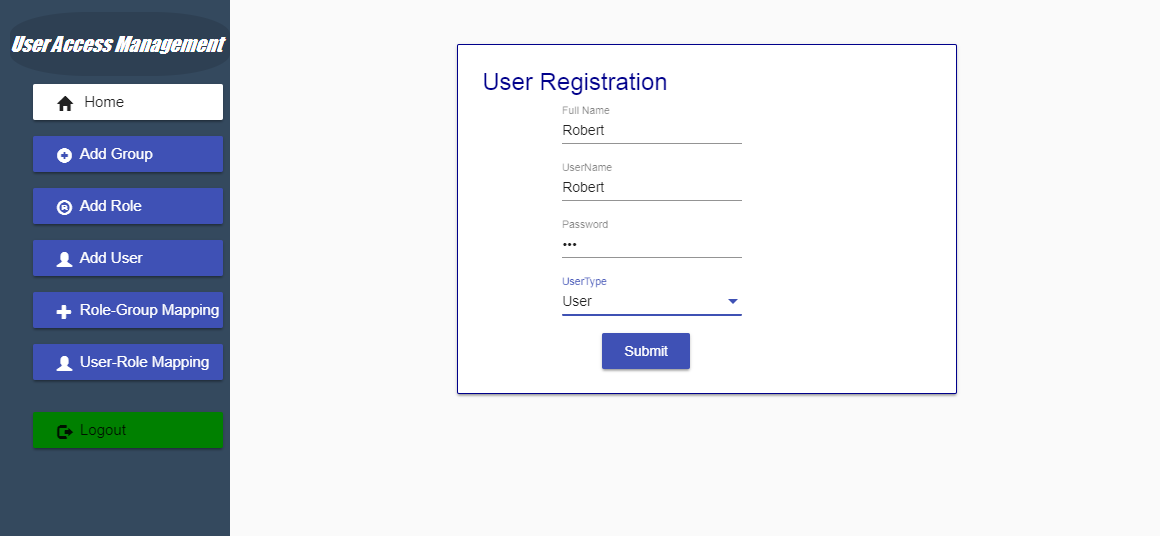 User Access Management
Home
Add Group
Add Role
Add User
Role-Group Mapping
User-Role Mapping
Logout
User Registration
Full Name
Robert
UserName
Robert
Password
•••
UserType
User
Submit